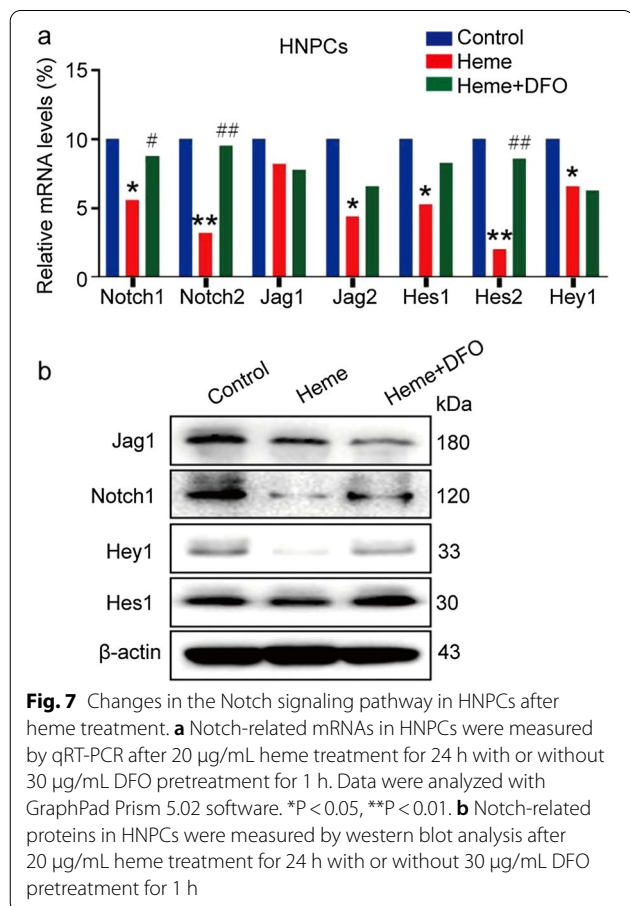 a
HNPCs
Control
Heme
Heme+DFO
Relative mRNA levels (%)
15
10
5
0
# ## ##
* ** * * ** *
Notch1 Notch2 Jag1 Jag2 Hes1 Hes2 Hey1
b
Control Heme Heme+DFO
kDa
Jag1 180
Notch1 120
Hey1 33
Hes1 30
β-actin 43
Fig. 7 Changes in the Notch signaling pathway in HNPCs after
heme treatment. a Notch-related mRNAs in HNPCs were measured
by qRT-PCR after 20 μg/mL heme treatment for 24 h with or without
30 μg/mL DFO pretreatment for 1 h. Data were analyzed with
GraphPad Prism 5.02 software. *P < 0.05, **P < 0.01. b Notch-related
proteins in HNPCs were measured by western blot analysis after
20 μg/mL heme treatment for 24 h with or without 30 μg/mL DFO
pretreatment for 1 h